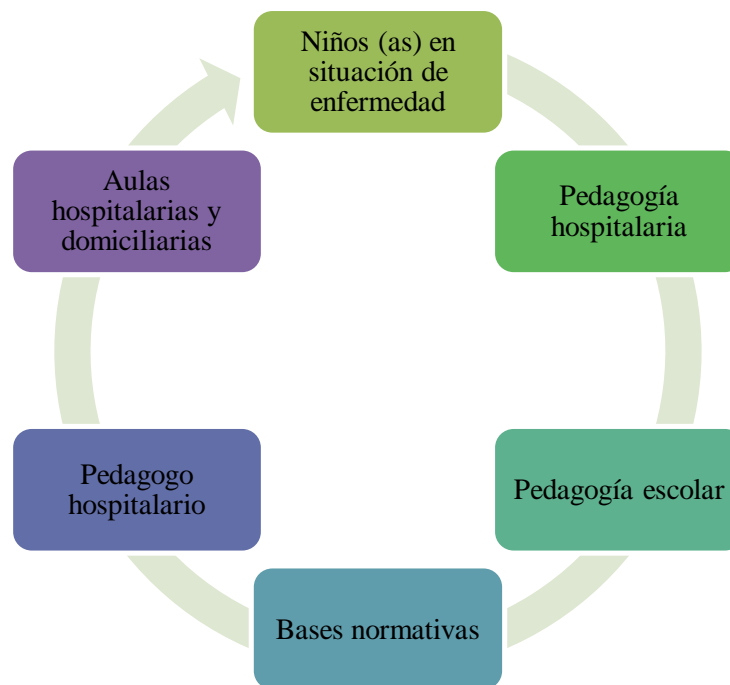 Niños (as) en
situación de
enfermedad
Pedagogía
hospitalaria
Pedagogía escolar
Bases normativas
Pedagogo
hospitalario
Aulas
hospitalarias y
domiciliarias